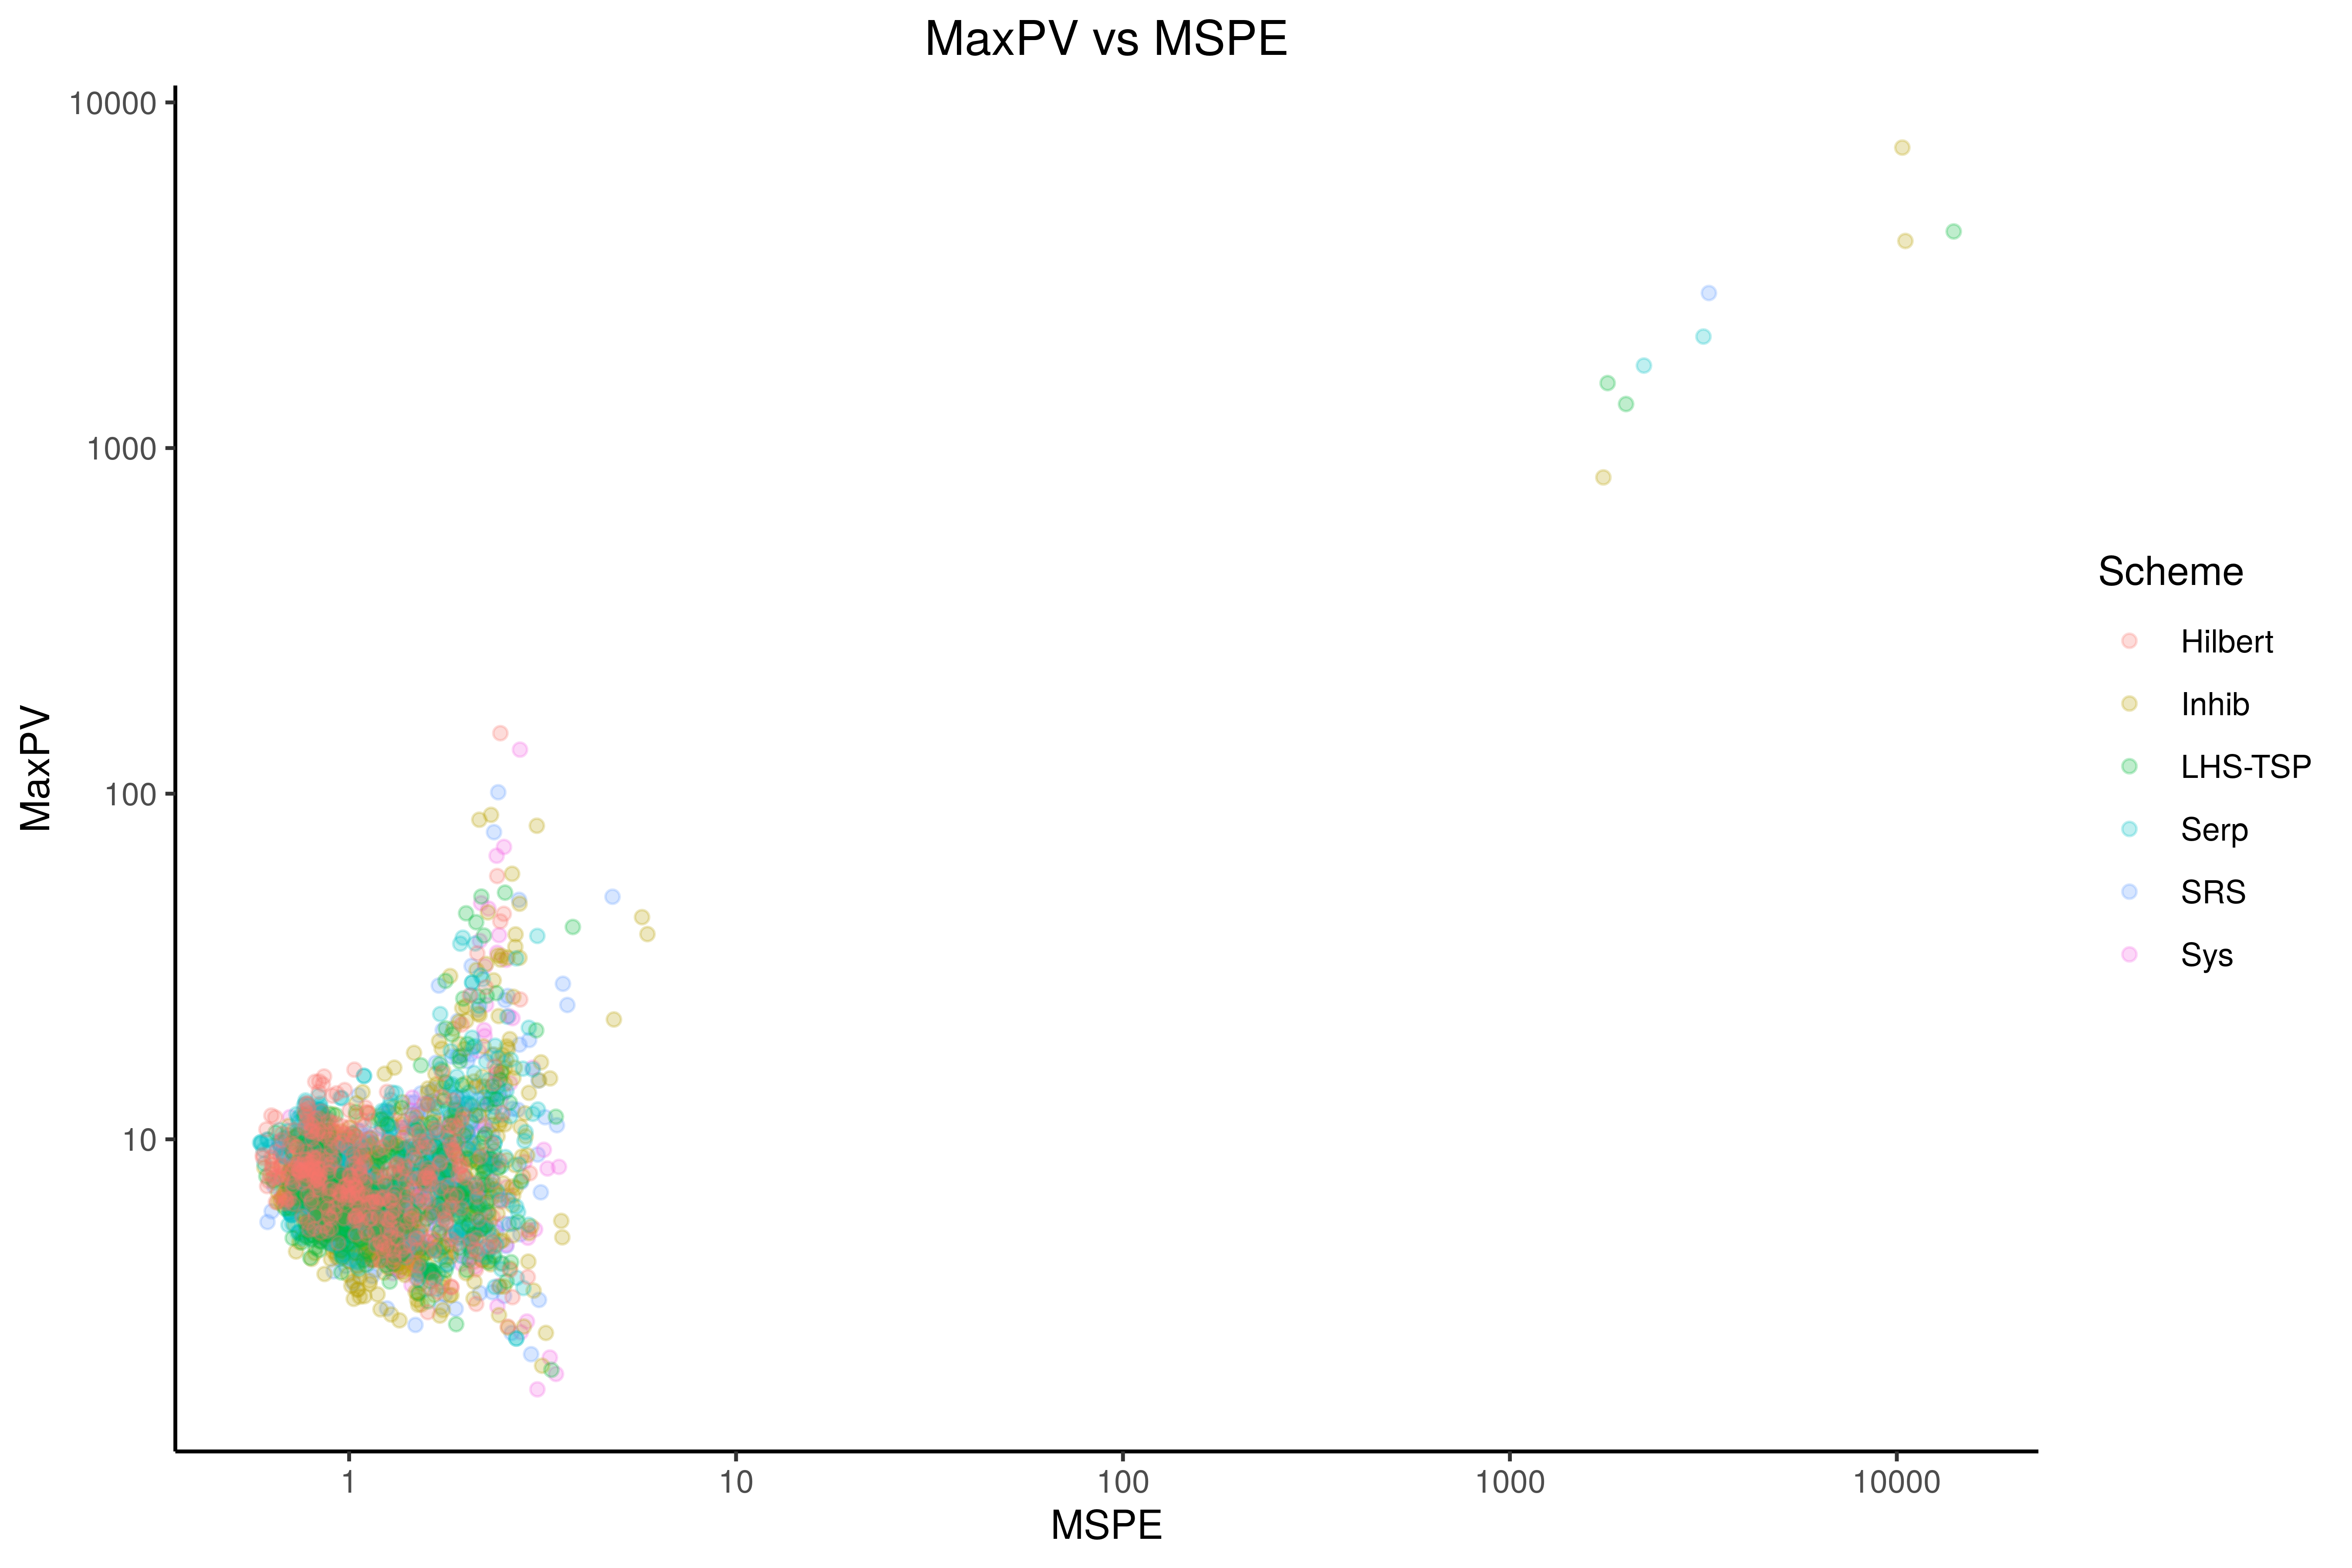 MaxPV vs MSPE
10000
1000
100
10
MaxPV
1
10
100
1000
10000
MSPE
Scheme
Hilbert
Inhib
LHS-TSP
Serp
SRS
Sys